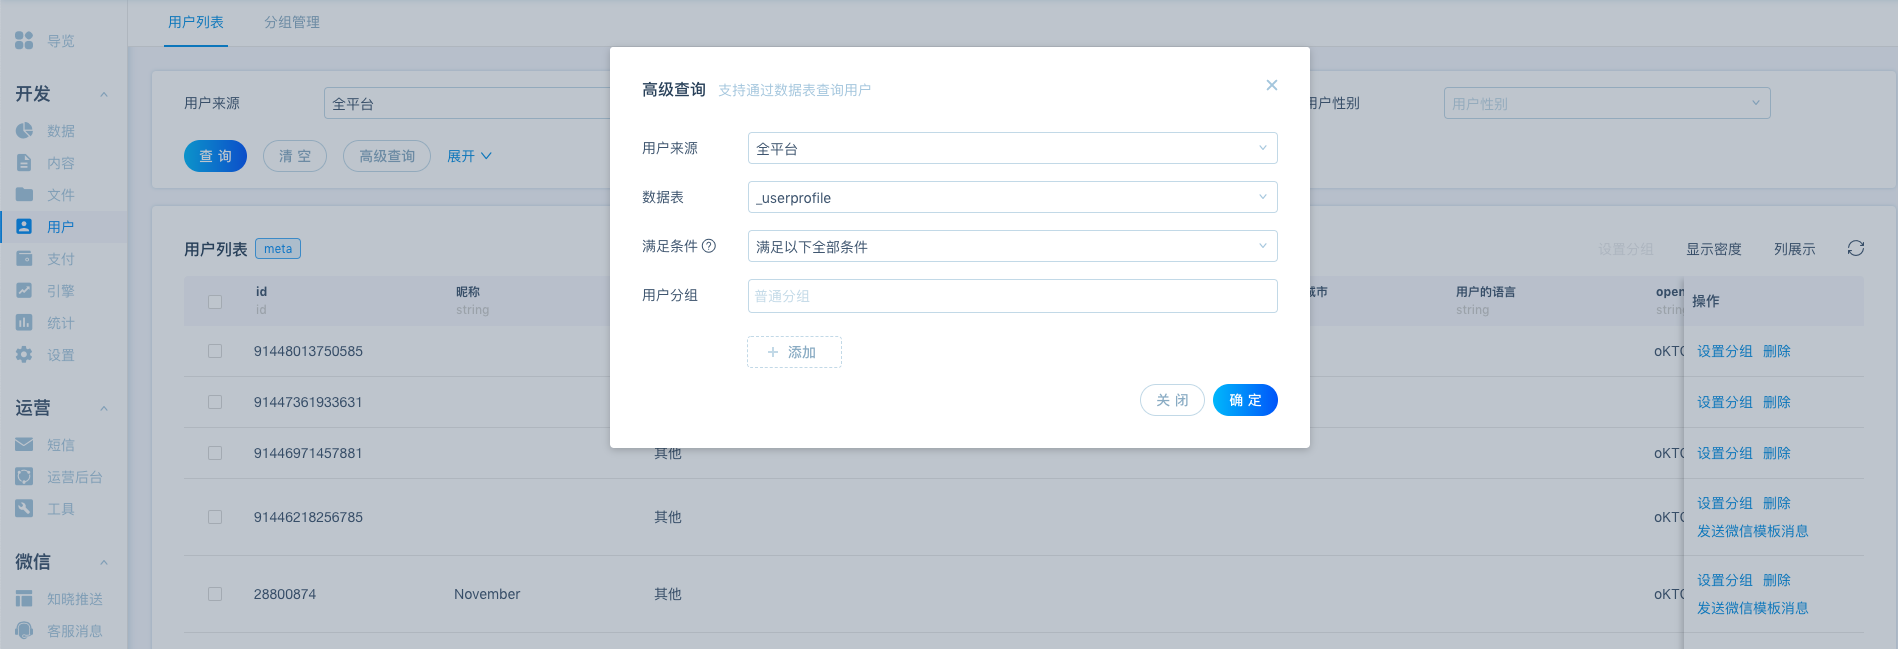 用户列表 分组管理
导览
开发
数据
内容
文件
用户
支付
引擎
统计
设置
运营
短信
运营后台
工具
微信
知晓推送
客服消息
用户来源 全平台
用户性别 用户性别
查 询 清 空 高级查询 展开
用户列表 meta
设置分组 显示密度 列展示
id 昵称 城市 用户的语言 open 操作
id string string strin
91448013750585 oKTC 设置分组 删除
91447361933631 设置分组 删除
91446971457881 其他 oKTC 设置分组 删除
91446218256785 其他 oKTC 设置分组 删除
发送微信模板消息
28800874 November 其他 oKTC 设置分组 删除
发送微信模板消息
高级查询 支持通过数据表查询用户
用户来源 全平台
数据表 _userprofile
满足条件 ? 满足以下全部条件
用户分组 普通分组
+ 添加
关 闭 确 定